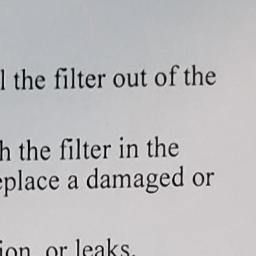 l the filter out of the
h the filter in the
eplace a damaged or
ion, or leaks.